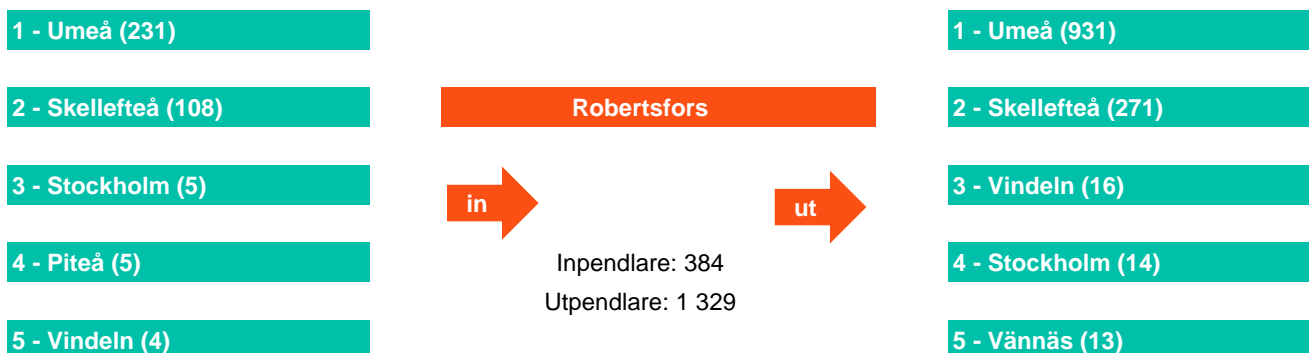 1 - Umeå (231)
2 - Skellefteå (108)
3 - Stockholm (5)
4 - Piteå (5)
5 - Vindeln (4)
Robertsfors
in
ut
Inpendlare: 384
Utpendlare: 1 329
1 - Umeå (931)
2 - Skellefteå (271)
3 - Vindeln (16)
4 - Stockholm (14)
5 - Vännäs (13)